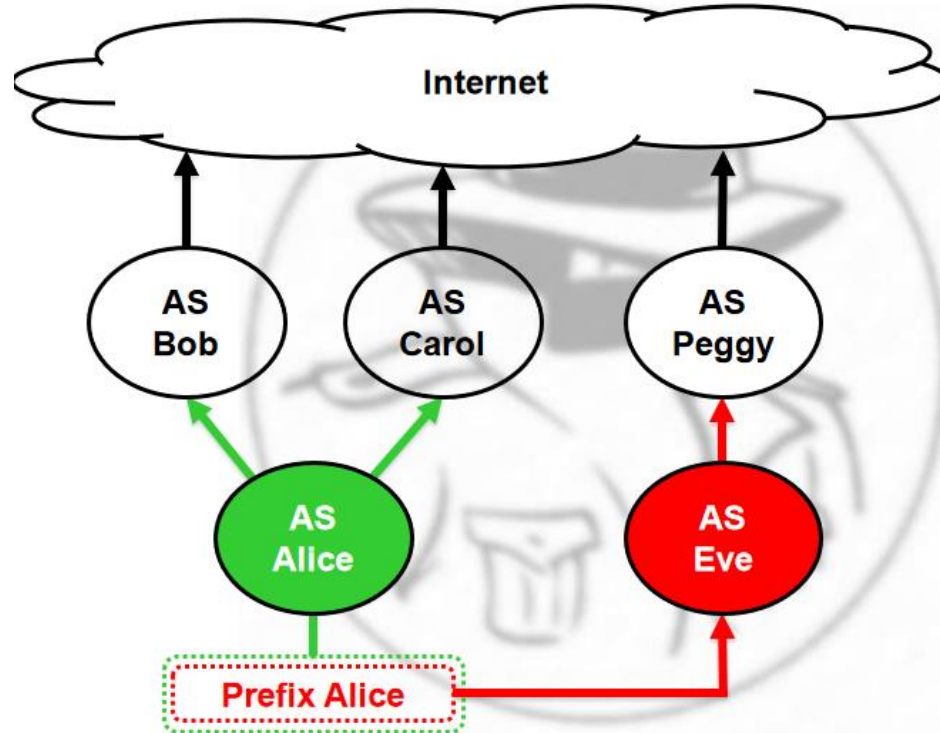 Internet
AS
Bob
AS
Carol
AS
Peggy
AS
Alice
AS
Eve
Prefix Alice